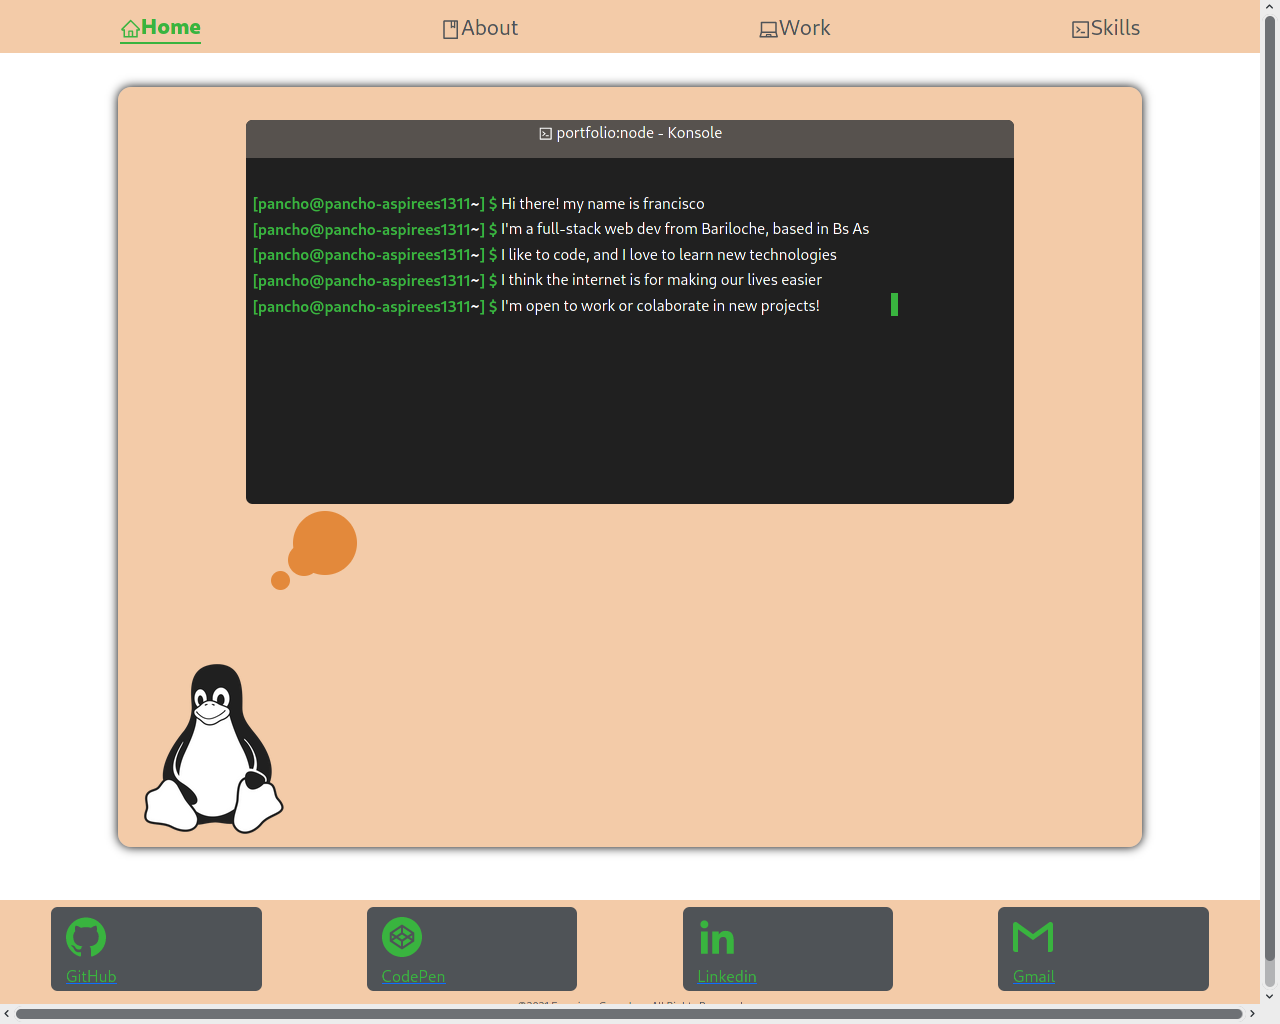 Home
About
Work
Skills
portfolio:node - Konsole
[pancho@pancho-aspirees1311~] $ Hi there! my name is francisco
[pancho@pancho-aspirees1311~] $ I'm a full-stack web dev from Bariloche, based in Bs As
[pancho@pancho-aspirees1311~] $ I like to code, and I love to learn new technologies
[pancho@pancho-aspirees1311~] $ I think the internet is for making our lives easier
[pancho@pancho-aspirees1311~] $ I'm open to work or colaborate in new projects!
GitHub
CodePen
Linkedin
Gmail